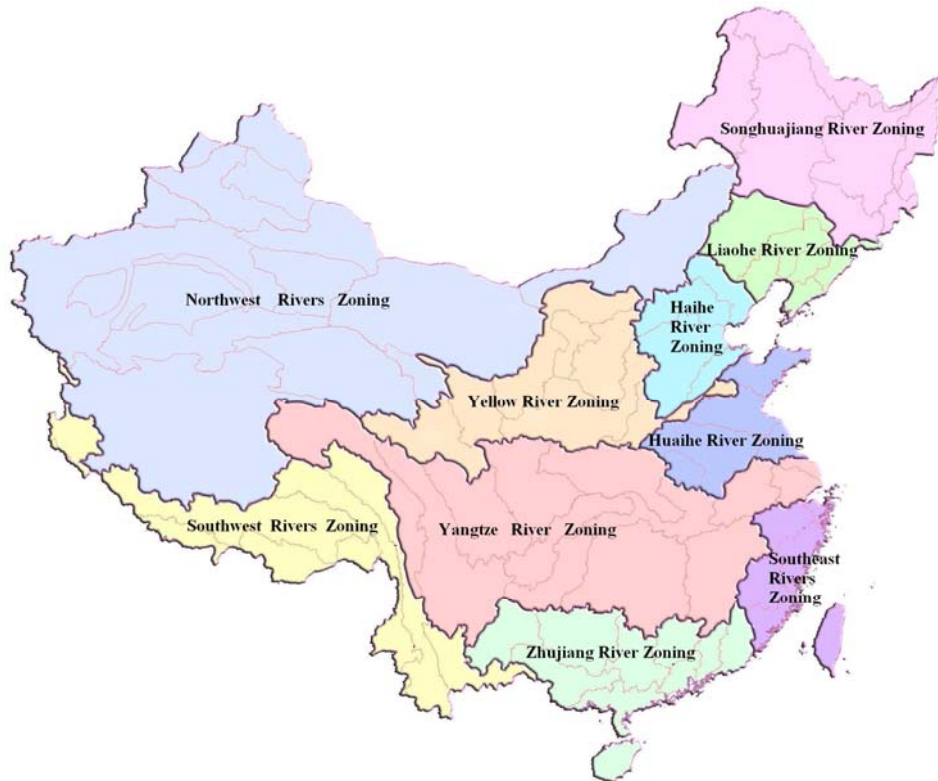 Songhuajiang River Zoning
Liaohe River Zoning
Northwest Rivers Zoning
Haihe
River
Zoning
Yellow River Zoning
Huaihe River Zoning
Southwest Rivers Zoning
Yangtze River Zoning
Southeast
Rivers
Zoning
Zhujiang River Zoning